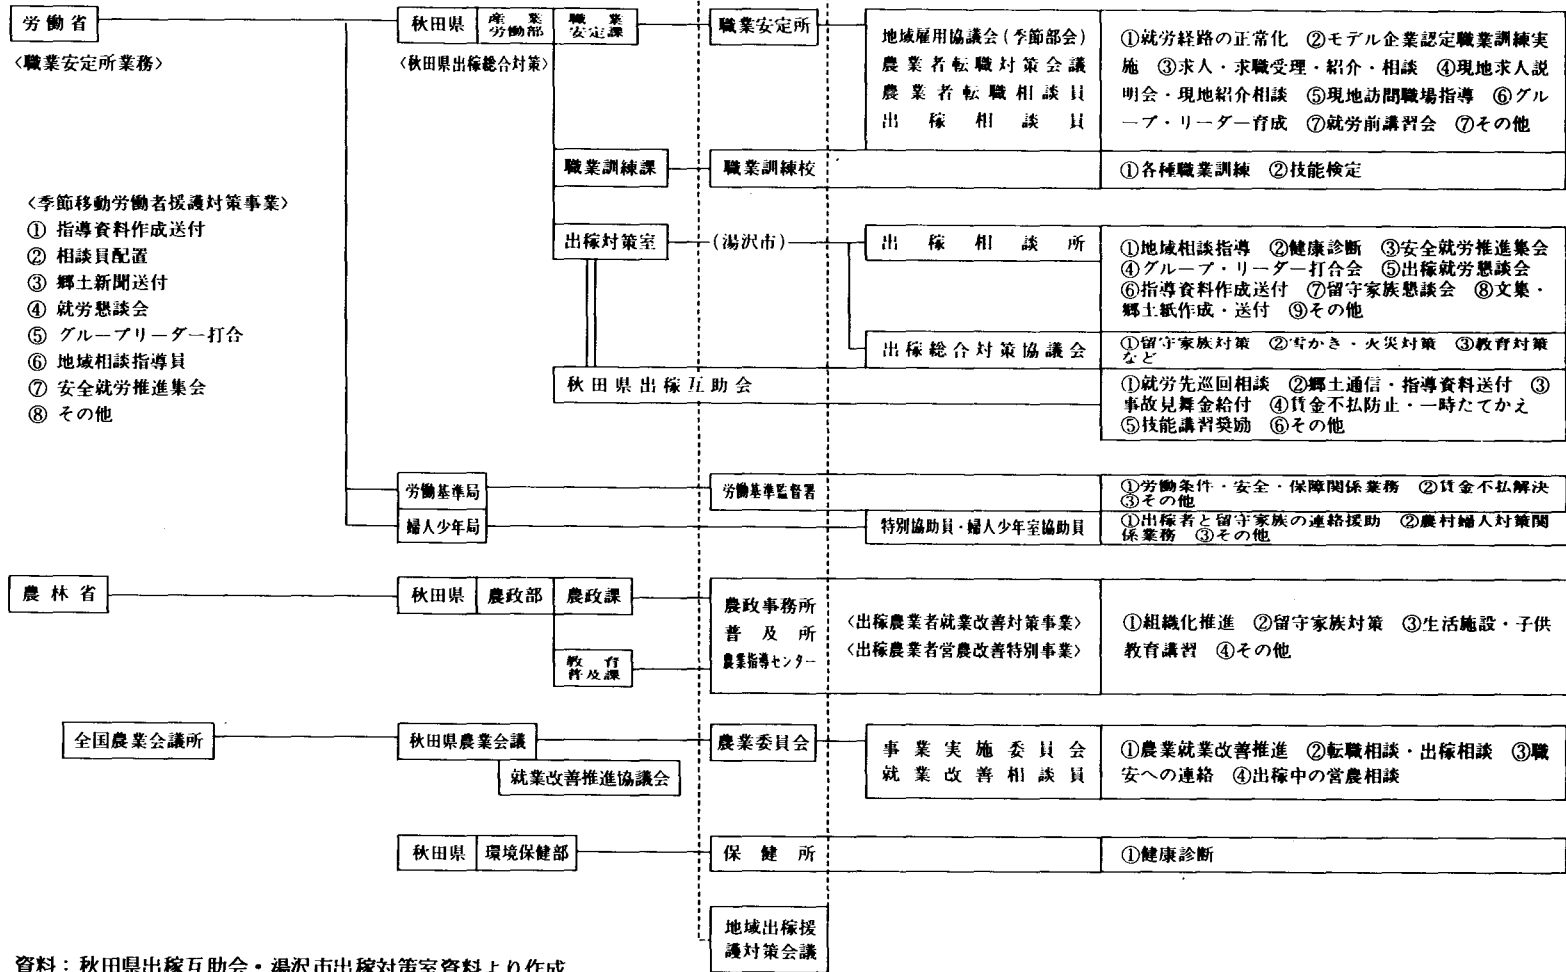 労働省
〈職業安定所業務〉
秋田県
産業労働部
職業安定課
〈秋田県出稼総合対策〉
職業安定所
地域雇用協議会(季節部会)
農業者転職対策会議
農業者転職相談員
出稼相談員
①就労経路の正常化 ②モデル企業認定職業訓練実
施 ③求人・求職受理・紹介・相談 ④現地求人説
明会・現地紹介相談 ⑤現地訪問職場指導 ⑥グル
ープ・リーダー育成 ⑦就労前講習会 ⑦その他
職業訓練課
職業訓練校
①各種職業訓練 ②技能検定
〈季節移動労働者援護対策事業〉
① 指導資料作成送付
② 相談員配置
③ 郷土新聞送付
④ 就労懇談会
⑤ グループリーダー打合
⑥ 地域相談指導員
⑦ 安全就労推進集会
⑧ その他
出稼対策室
(湯沢市)
出稼相談所
①地域相談指導 ②健康診断 ③安全就労推進集会
④グループ・リーダー打合会 ⑤出稼就労懇談会
⑥指導資料作成送付 ⑦留守家族懇談会 ⑧文集・
郷土紙作成・送付 ⑨その他
出稼総合対策協議会
①留守家族対策 ②雪かき・火災対策 ③教育対策
など
秋田県出稼互助会
①就労先巡回相談 ②郷土通信・指導資料送付 ③
事故見舞金給付 ④賃金不払防止・一時たてかえ
⑤技能講習奨励 ⑥その他
労働基準局
労働基準監督署
①労働条件・安全・保障関係業務 ②賃金不払解決
③その他
婦人少年局
特別協助員・婦人少年室協助員
①出稼者と留守家族の連絡援助 ②農村婦人対策関
係業務 ③その他
農林省
秋田県
農政部
農政課
教育普及課
農政事務所
普及所
農業指導センター
〈出稼農業者就業改善対策事業〉
〈出稼農業者営農改善特別事業〉
①組織化推進 ②留守家族対策 ③生活施設・子供
教育講習 ④その他
全国農業会議所
秋田県農業会議
就業改善推進協議会
農業委員会
事業実施委員会
就業改善相談員
①農業就業改善推進 ②転職相談・出稼相談 ③職
安への連絡 ④出稼中の営農相談
秋田県
環境保健部
保健所
①健康診断
地域出稼援
護対策会議
資料：秋田県出稼互助会・湯沢市出稼対策室資料より作成